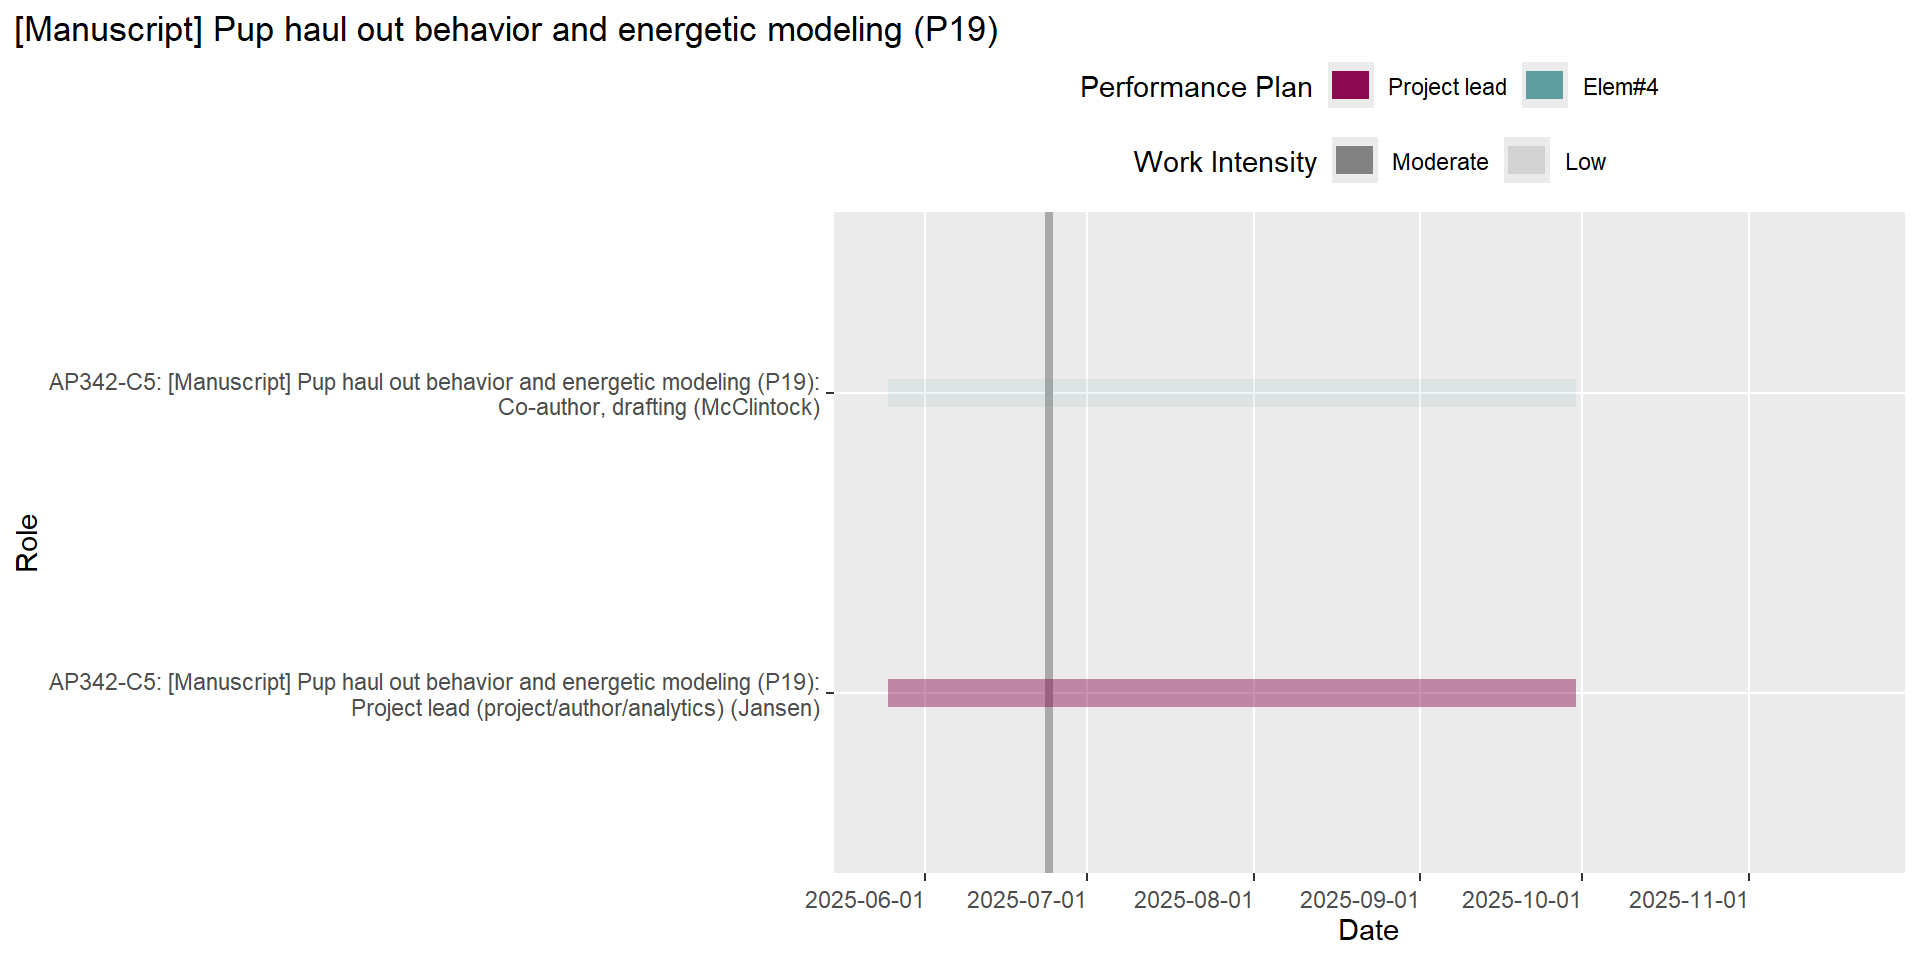 [Manuscript] Pup haul out behavior and energetic modeling (P19)
Performance Plan Project lead Elem#4
Work Intensity Moderate Low
AP342-C5: [Manuscript] Pup haul out behavior and energetic modeling (P19):
Co-author, drafting (McClintock)
Role
AP342-C5: [Manuscript] Pup haul out behavior and energetic modeling (P19):
Project lead (project/author/analytics) (Jansen)
2025-06-01 2025-07-01 2025-08-01 2025-09-01 2025-10-01 2025-11-01
Date